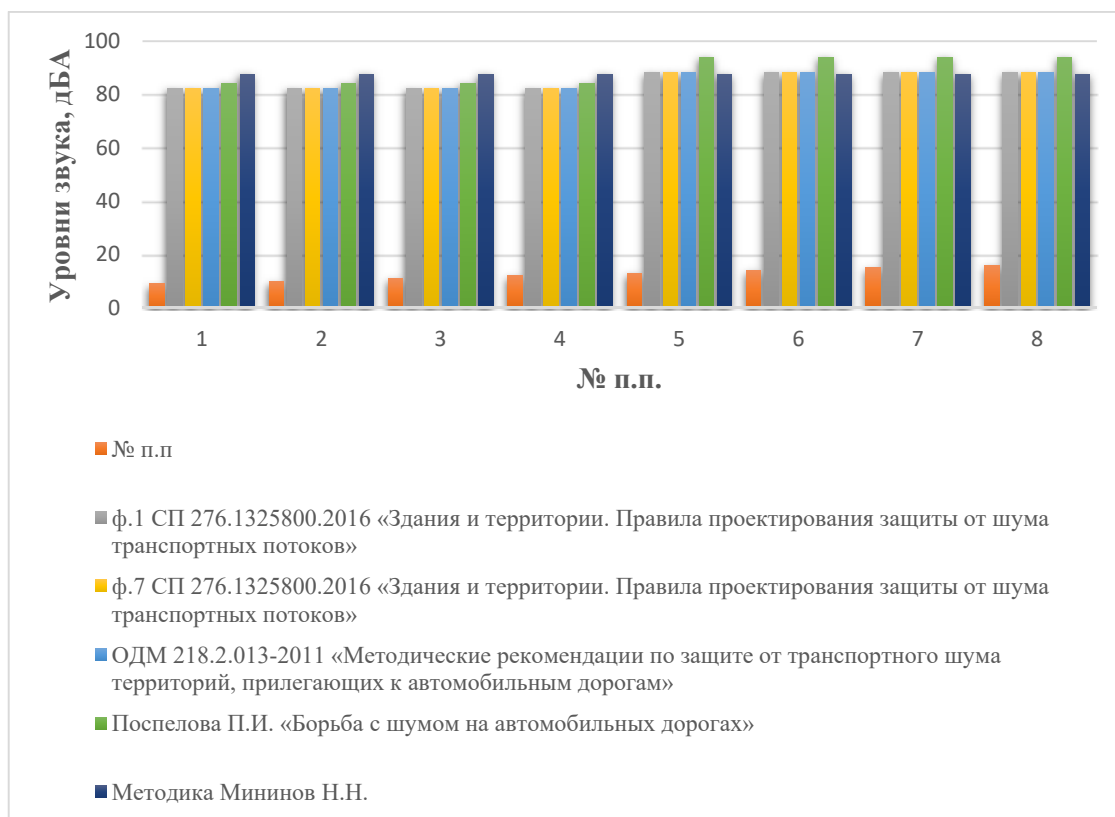 Уровни звука, дБА
100
80
60
40
20
0
1 2 3 4 5 6 7 8
№ п.п.
№ п.п
ф.1 СП 276.1325800.2016 «Здания и территории. Правила проектирования защиты от шума
транспортных потоков»
ф.7 СП 276.1325800.2016 «Здания и территории. Правила проектирования защиты от шума
транспортных потоков»
ОДМ 218.2.013-2011 «Методические рекомендации по защите от транспортного шума
территорий, прилегающих к автомобильным дорогам»
Поспелова П.И. «Борьба с шумом на автомобильных дорогах»
Методика Мининов Н.Н.